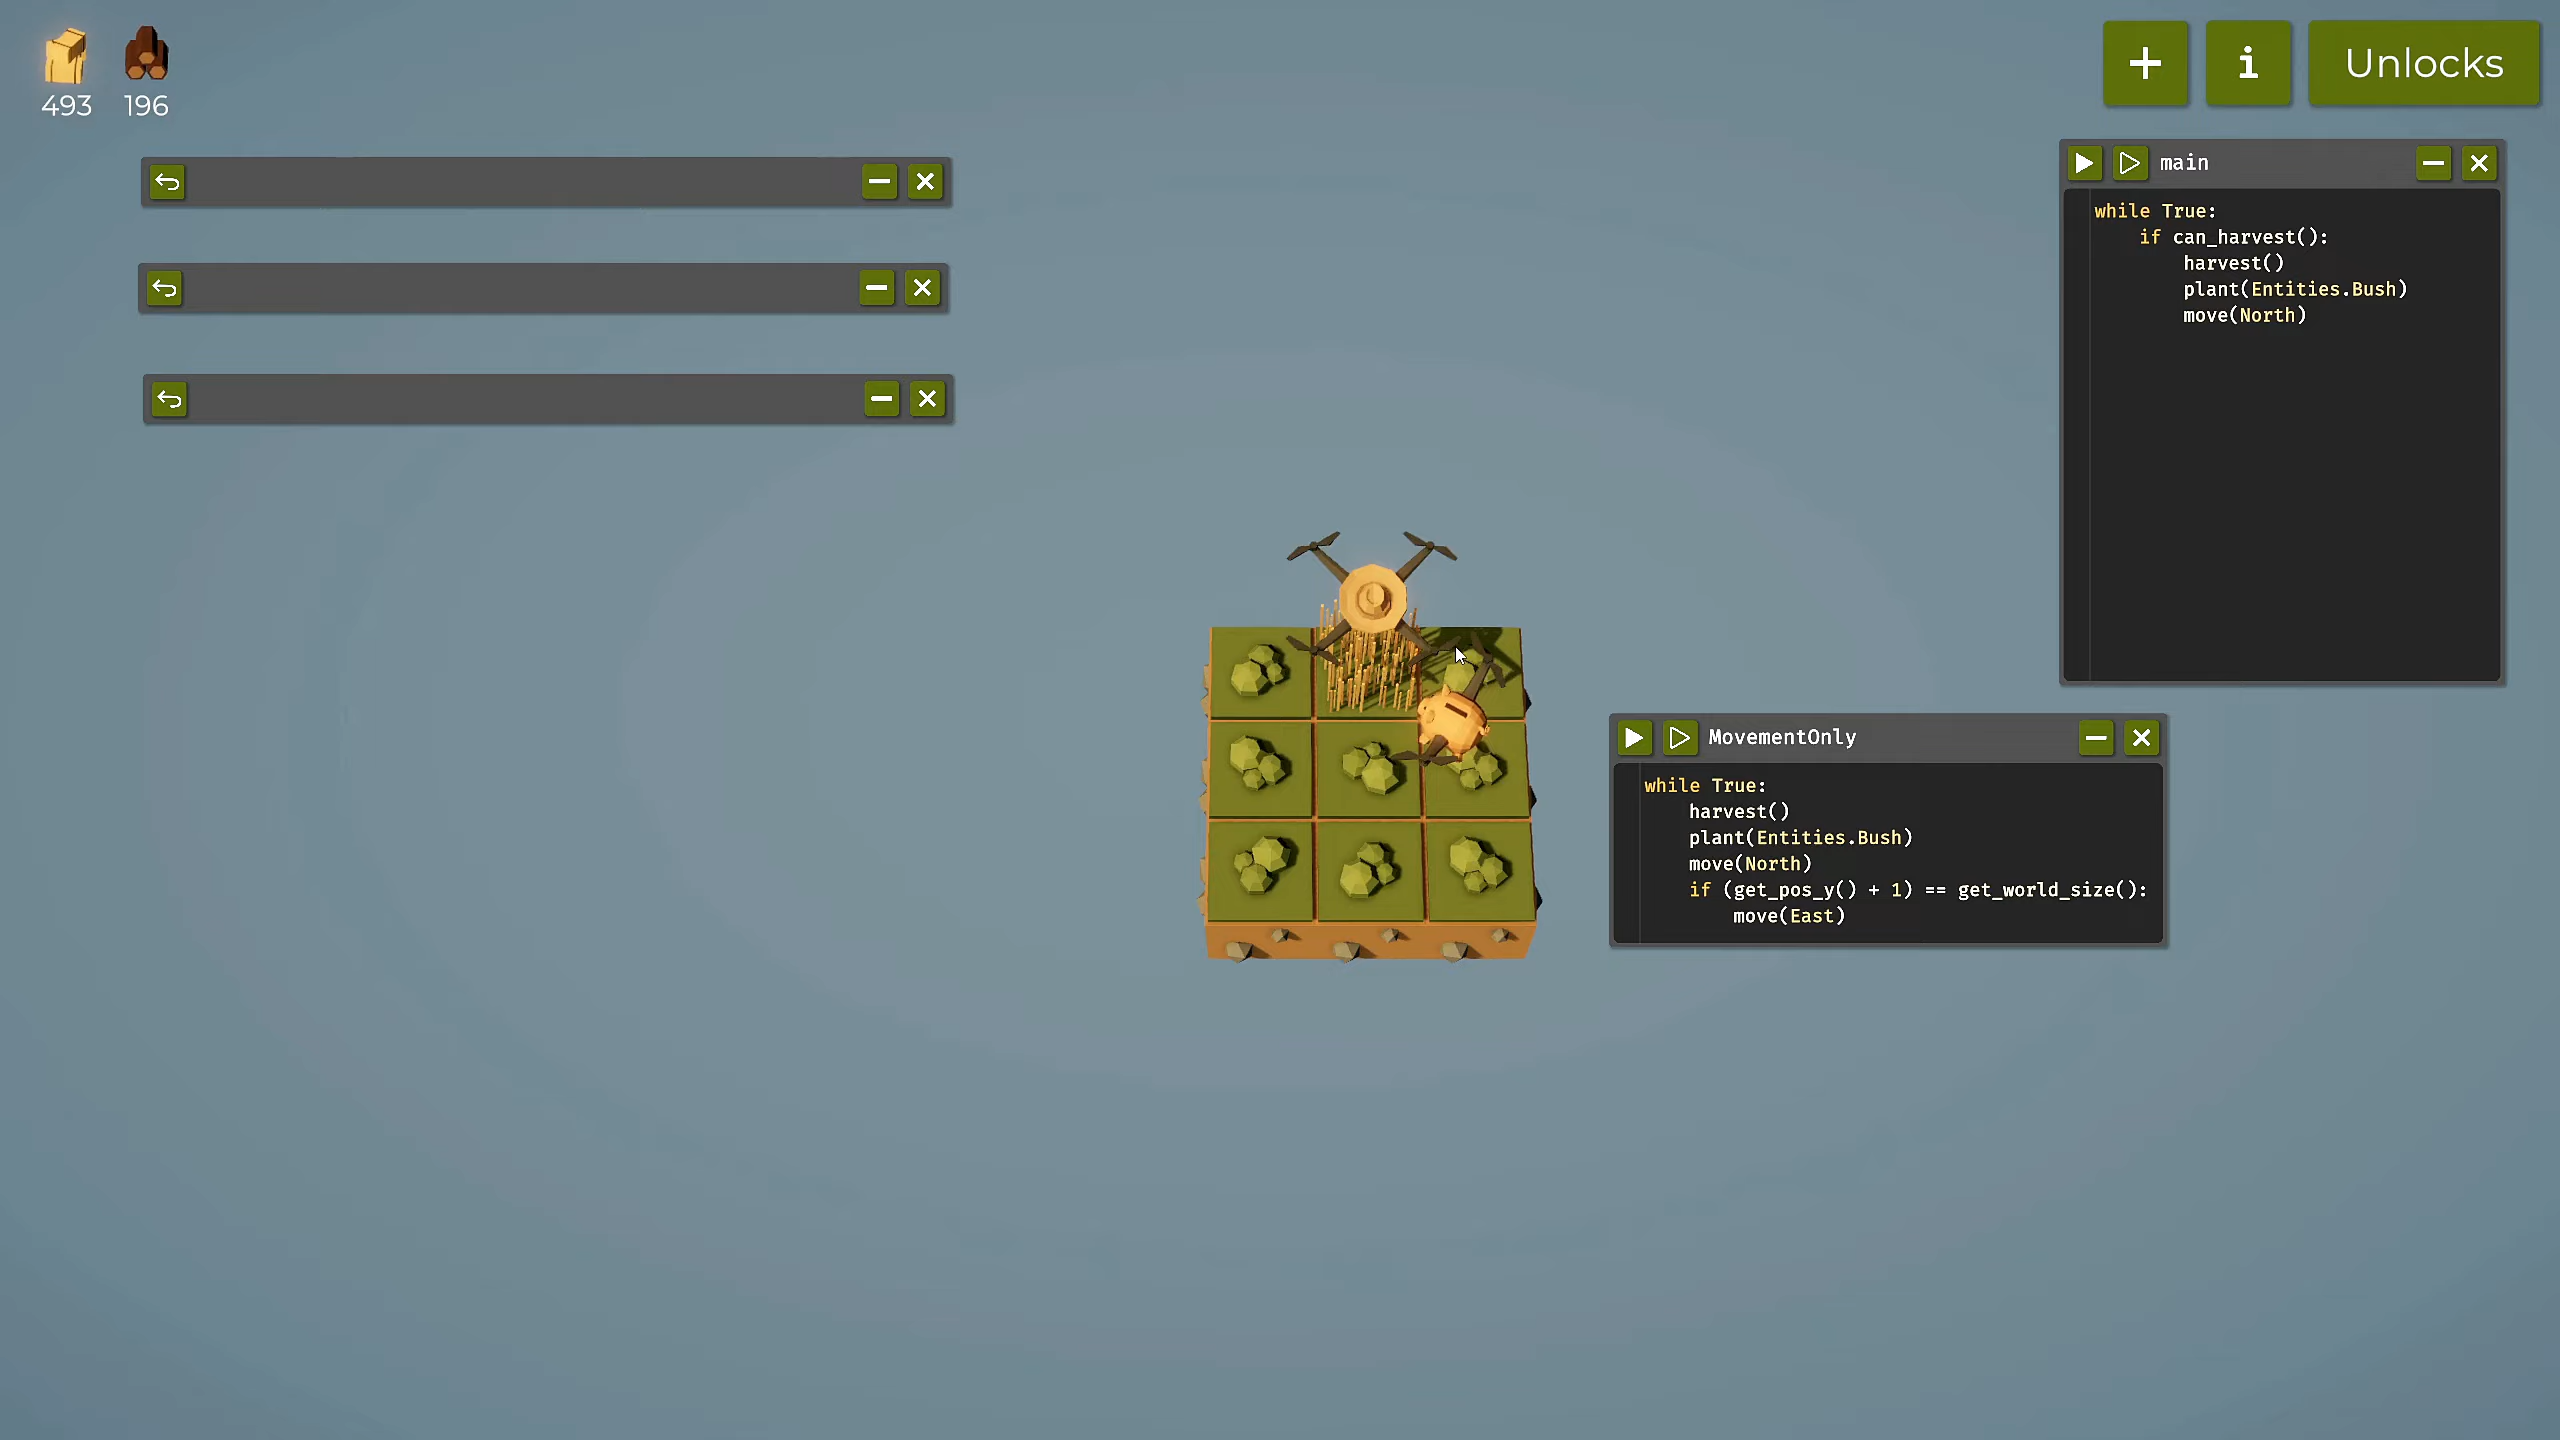 493 196
+ i Unlocks
main
while True:
if can_harvest():
harvest()
plant(Entities.Bush)
move(North)
MovementOnly
while True:
harvest()
plant(Entities.Bush)
move(North)
if (get_pos_y() + 1) == get_world_size():
move(East)